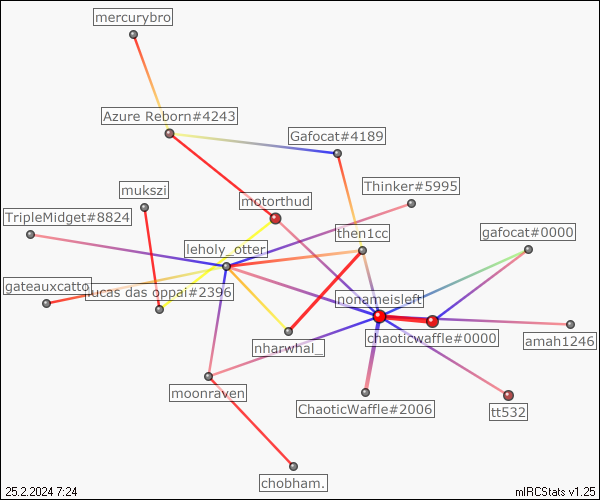 mercurybro
Azure Reborn#4243
Gafocat#4189
mukszi
Thinker#5995
motorthud
TripleMidget#8824
then1cc
gafocat#0000
leholy_otter
gateauxcatto
lucas das oppai#2396
nonameisleft
chaoticwaffle#0000
amah1246
nharwhal_
moonraven
ChaoticWaffle#2006
tt532
chobham.
25.2.2024 7:24
mIRCStats v1.25